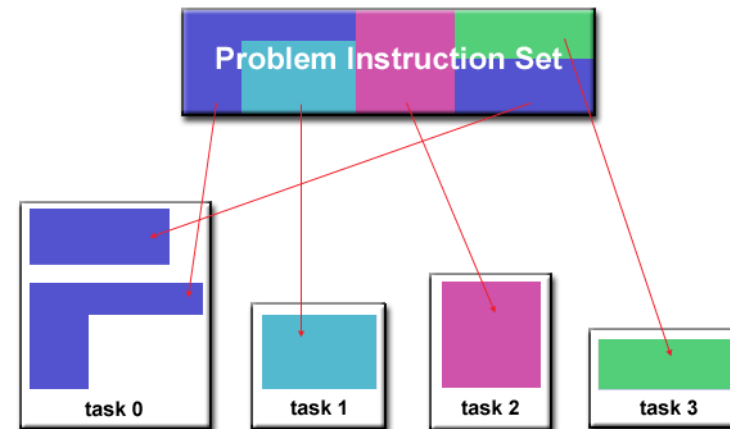 Problem Instruction Set
task 0
task 1
task 2
task 3